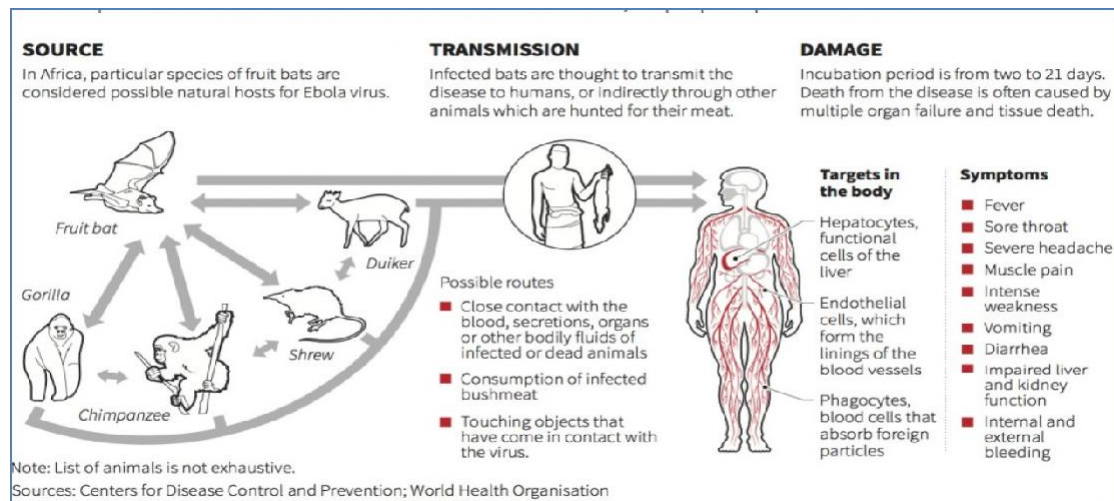 SOURCE
In Africa, particular species of fruit bats are
considered possible natural hosts for Ebola virus.
TRANSMISSION
Infected bats are thought to transmit the
disease to humans, or indirectly through other
animals which are hunted for their meat.
DAMAGE
Incubation period is from two to 21 days.
Death from the disease is often caused by
multiple organ failure and tissue death.
Fruit bat
Duiker
Gorilla
Shrew
Chimpanzee
Possible routes
Close contact with the
blood, secretions, organs
or other bodily fluids of
infected or dead animals
Consumption of infected
bushmeat
Touching objects that
have come in contact with
the virus.
Targets in
the body
Hepatocytes,
functional
cells of the
liver
Endothelial
cells, which
form the
linings of the
blood vessels
Phagocytes,
blood cells that
absorb foreign
particles
Symptoms
Fever
Sore throat
Severe headache
Muscle pain
Intense
weakness
Vomiting
Diarrhea
Impaired liver
and kidney
function
Internal and
external
bleeding
Note: List of animals is not exhaustive.
Sources: Centers for Disease Control and Prevention; World Health Organisation